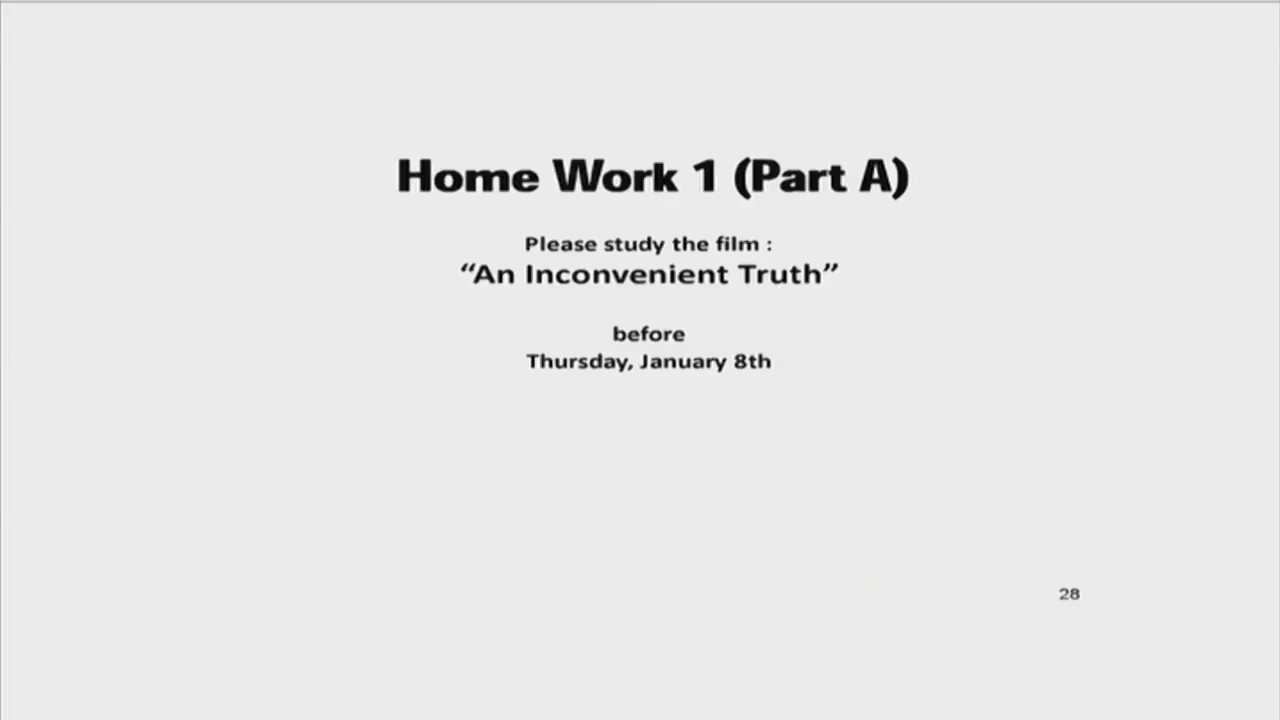 Home Work 1 (Part A)
Please study the film :
“An Inconvenient Truth”
before
Thursday, January 8th
28